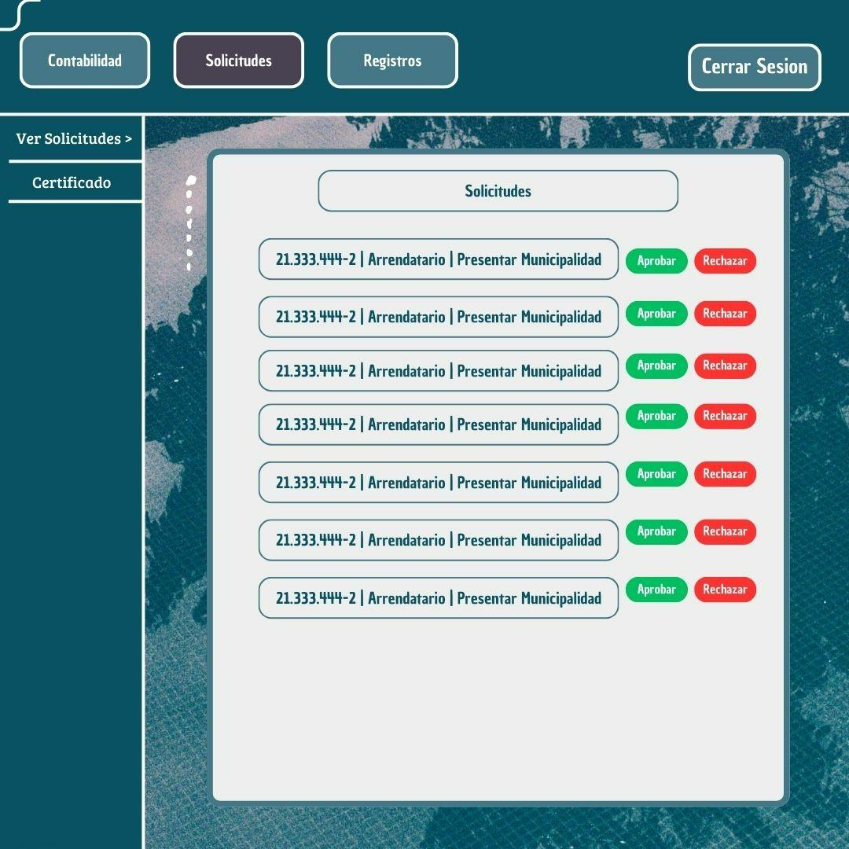 Contabilidad
Solicitudes
Registros
Cerrar Sesion
Ver Solicitudes >
Certificado
Solicitudes
21.333.444-2 | Arrendatario | Presentar Municipalidad Aprobar Rechazar
21.333.444-2 | Arrendatario | Presentar Municipalidad Aprobar Rechazar
21.333.444-2 | Arrendatario | Presentar Municipalidad Aprobar Rechazar
21.333.444-2 | Arrendatario | Presentar Municipalidad Aprobar Rechazar
21.333.444-2 | Arrendatario | Presentar Municipalidad Aprobar Rechazar
21.333.444-2 | Arrendatario | Presentar Municipalidad Aprobar Rechazar
21.333.444-2 | Arrendatario | Presentar Municipalidad Aprobar Rechazar